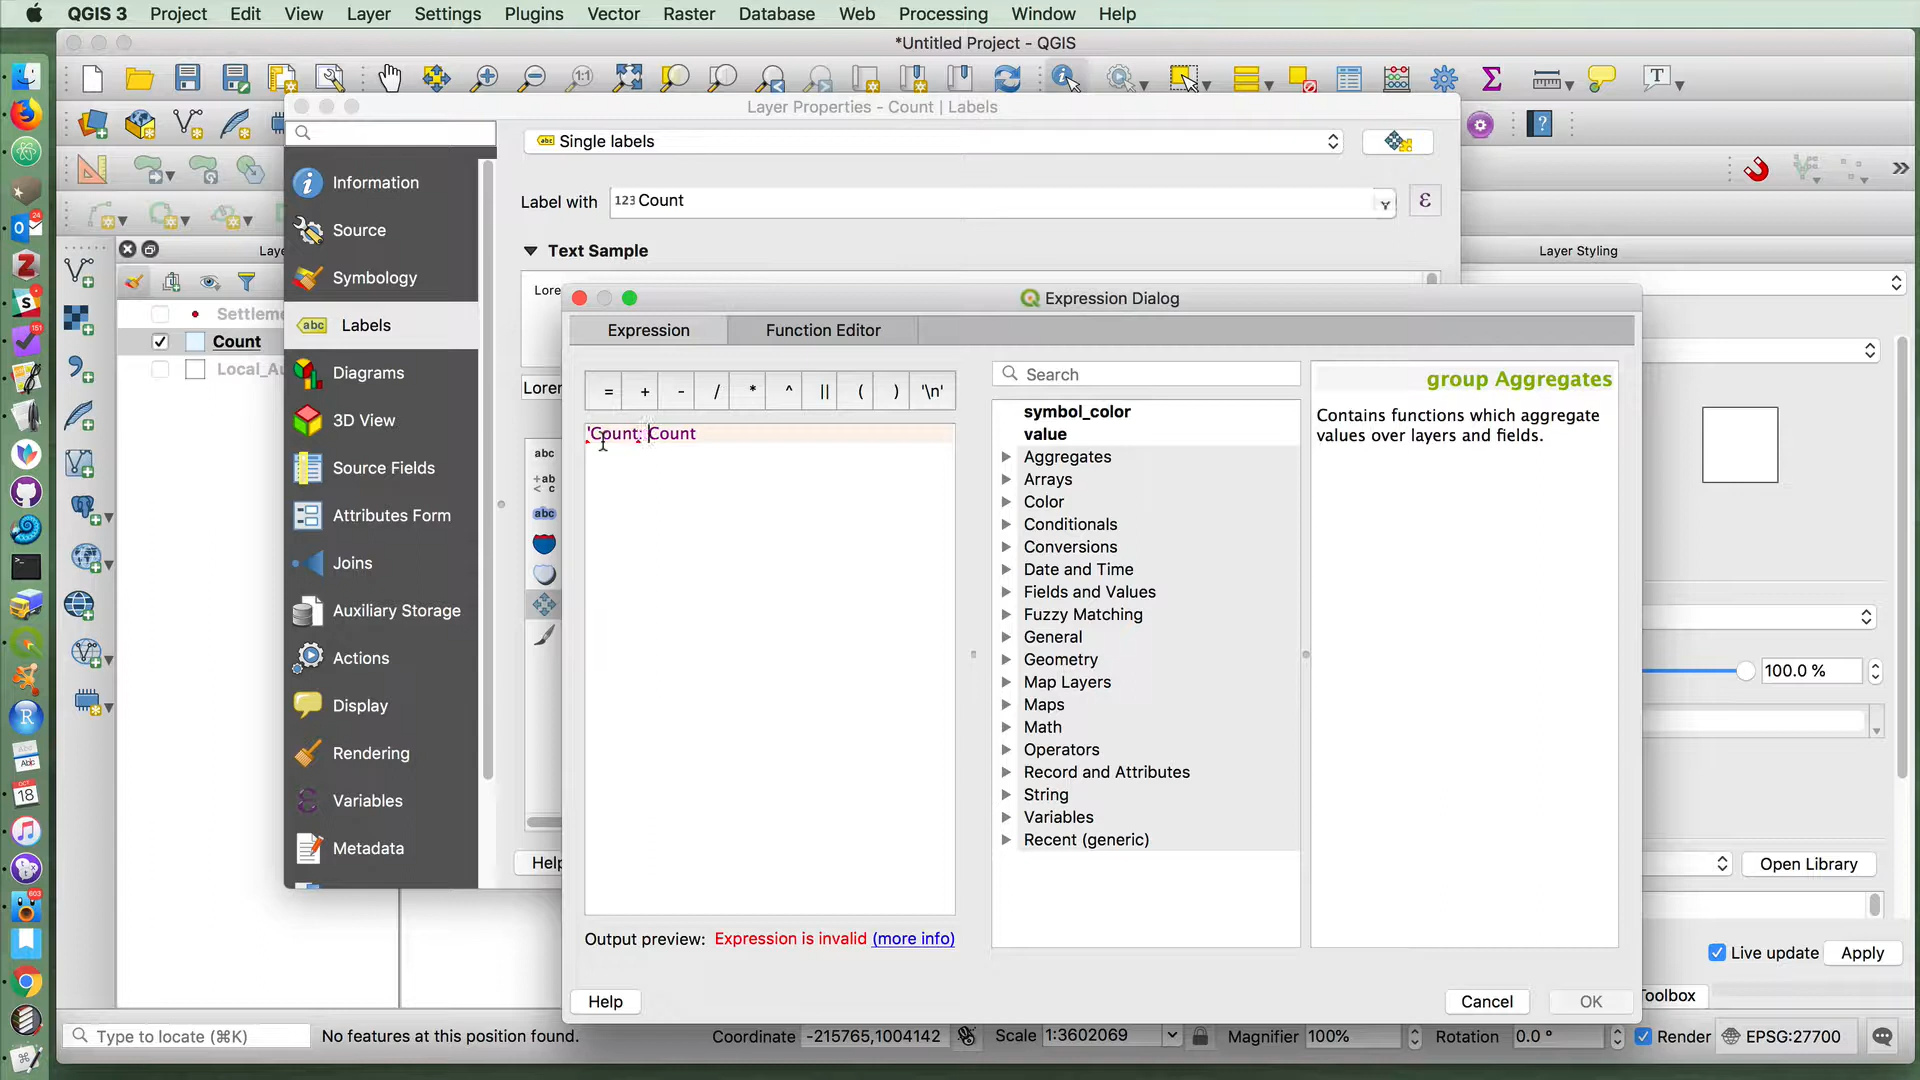 QGIS 3 Project Edit View Layer Settings Plugins Vector Raster Database Web Processing Window Help
*Untitled Project - QGIS
Layer Properties - Count | Labels
Single labels
Information
Source
Symbology
Labels
Diagrams
3D View
Source Fields
Attributes Form
Joins
Auxiliary Storage
Actions
Display
Rendering
Variables
Metadata
Label with 123 Count ε
Text Sample
Lore
Lorer
Help
Laye
Settleme
Count
Local_Au
Layer Styling
Expression Dialog
Expression Function Editor
= + - / * ^ || ( ) '\n'
'Count: Count
Output preview: Expression is invalid (more info)
Search
symbol_color
value
Aggregates
Arrays
Color
Conditionals
Conversions
Date and Time
Fields and Values
Fuzzy Matching
General
Geometry
Map Layers
Maps
Math
Operators
Record and Attributes
String
Variables
Recent (generic)
group Aggregates
Contains functions which aggregate
values over layers and fields.
Help Cancel OK
100.0 %
Open Library
Live update Apply
Toolbox
Type to locate (⌘K) No features at this position found. Coordinate -215765,1004142 Scale 1:3602069 Magnifier 100% Rotation 0.0 ° Render EPSG:27700